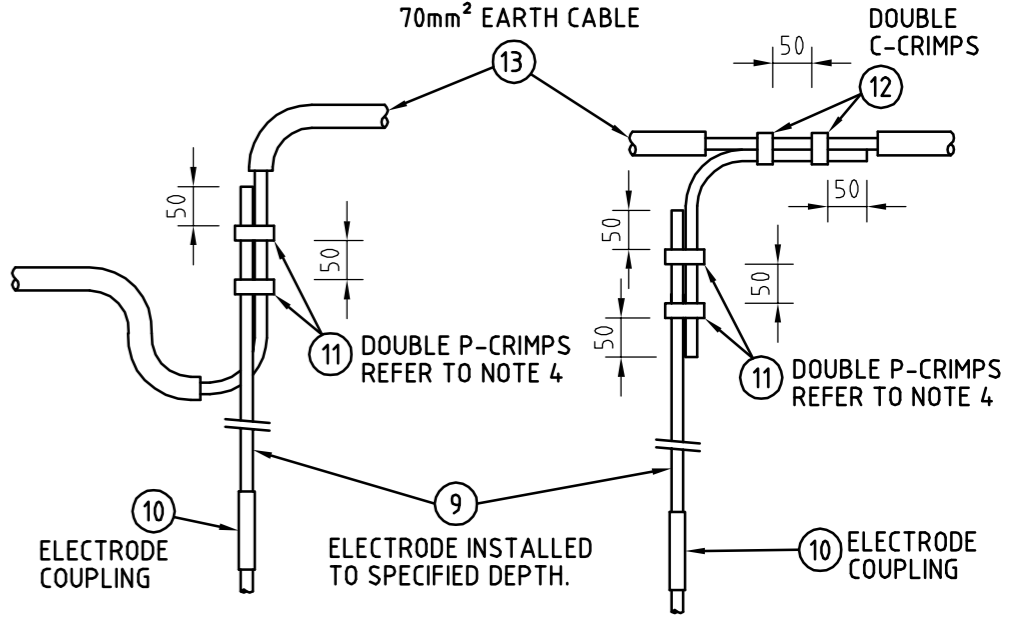 70mm² EARTH CABLE
DOUBLE
C-CRIMPS
50
13
12
50
50
50
50
50
50
11
DOUBLE P-CRIMPS
REFER TO NOTE 4
11
DOUBLE P-CRIMPS
REFER TO NOTE 4
10
ELECTRODE
COUPLING
9
ELECTRODE INSTALLED
TO SPECIFIED DEPTH.
10
ELECTRODE
COUPLING